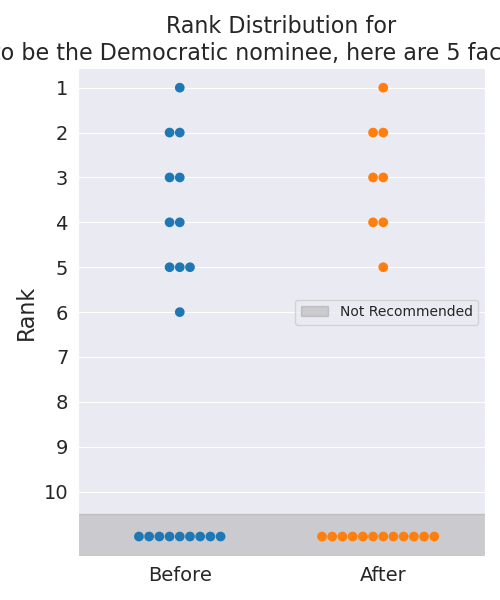 Rank Distribution for
o be the Democratic nominee, here are 5 fac
1
2
3
4
5
6
7
8
9
10
Rank
Not Recommended
Before
After